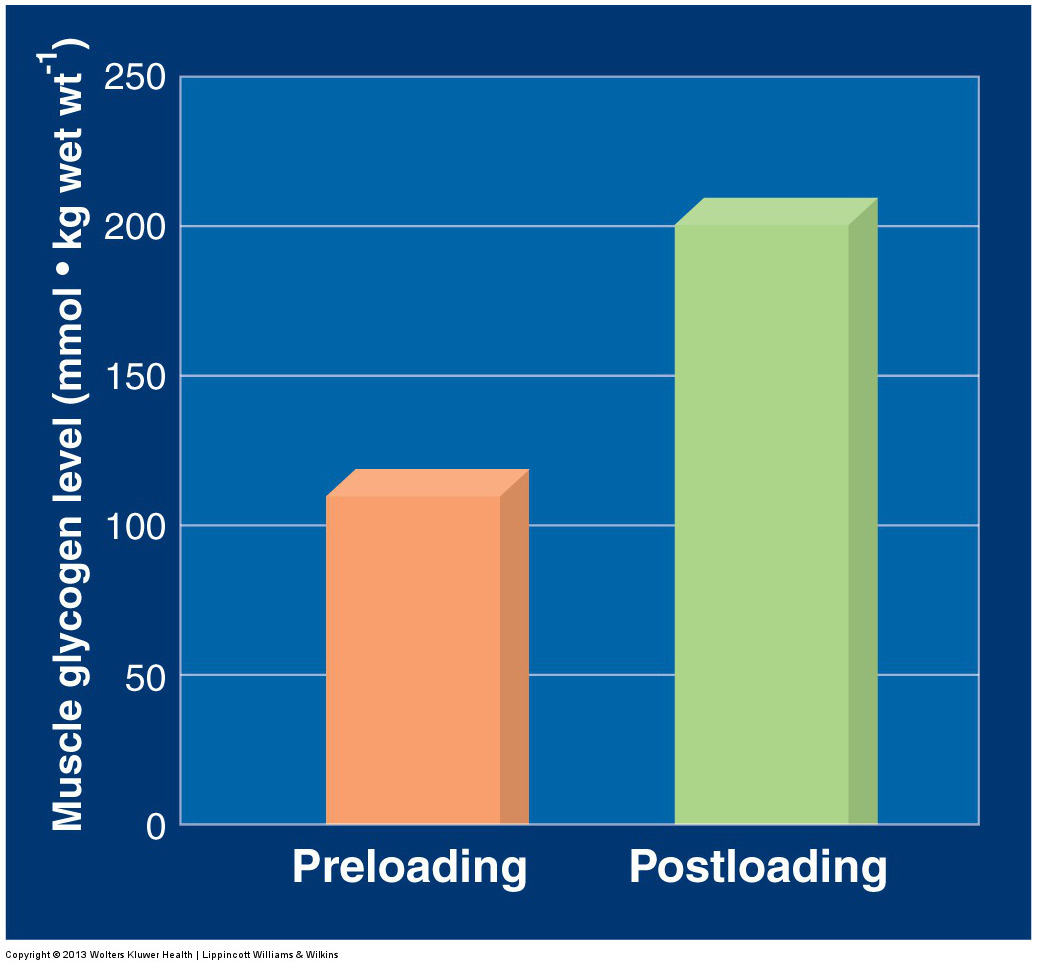 Muscle glycogen level (mmol • kg wet wt-1)
250
200
150
100
50
0
Preloading Postloading
Copyright © 2013 Wolters Kluwer Health | Lippincott Williams & Wilkins